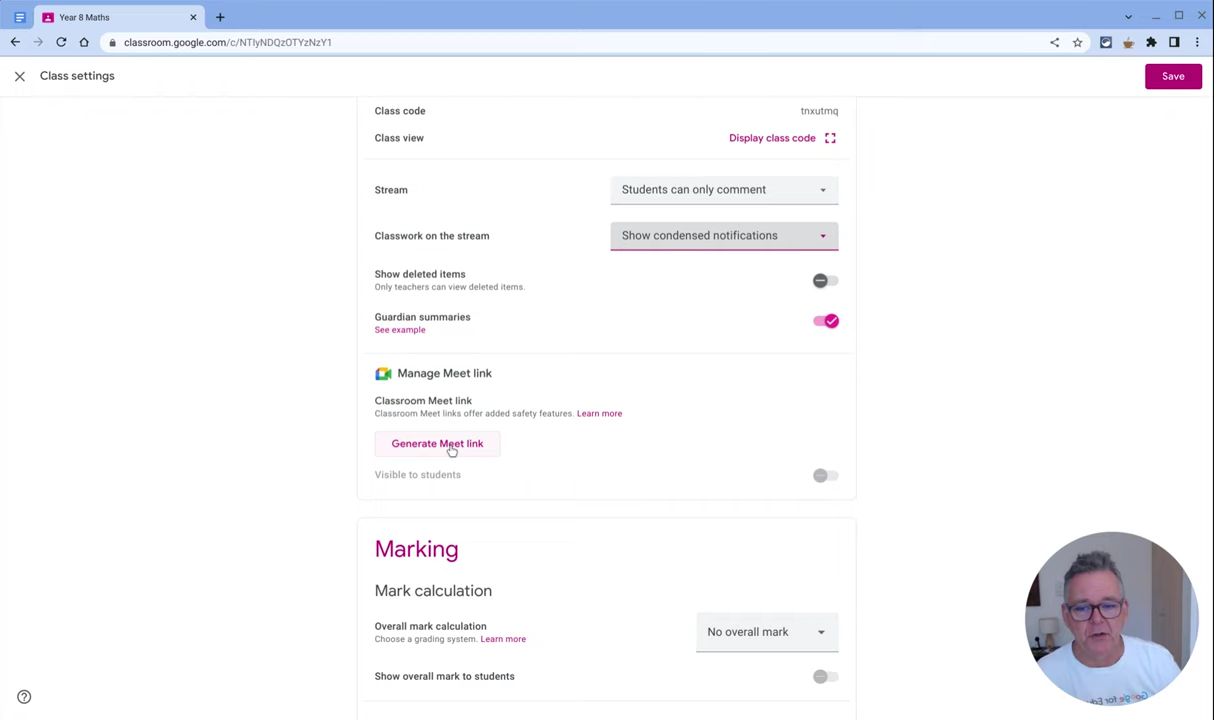 Year 8 Maths
classroom.google.com/c/NTIyNDQzOTYzNzY1
Class settings
Save
Class code
tnxutmq
Class view
Display class code
Stream
Students can only comment
Classwork on the stream
Show condensed notifications
Show deleted items
Only teachers can view deleted items.
Guardian summaries
See example
Manage Meet link
Classroom Meet link
Classroom Meet links offer added safety features. Learn more
Generate Meet link
Visible to students
Marking
Mark calculation
Overall mark calculation
Choose a grading system. Learn more
No overall mark
Show overall mark to students